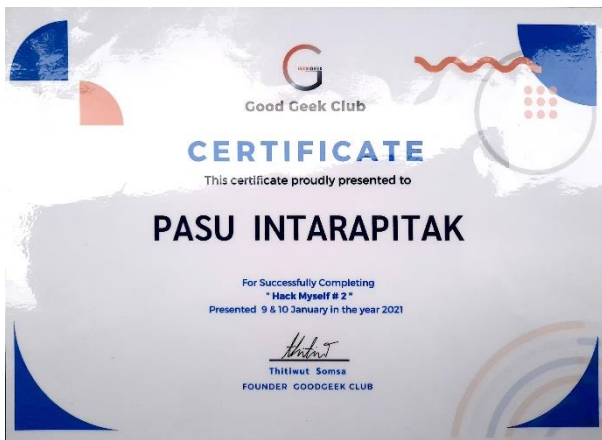 Good Geek Club
CERTIFICATE
This certificate proudly presented to
PASU INTARAPITAK
For Successfully Completing
" Hack Myself # 2 "
Presented 9 & 10 January in the year 2021
Thitiwut Somsa
FOUNDER GOODGEEK CLUB